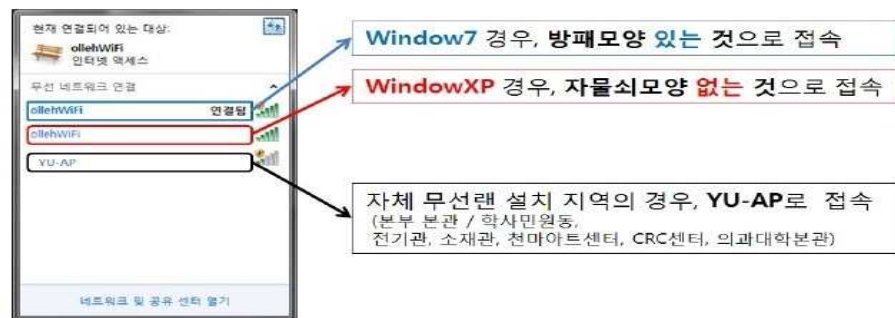 현재 연결되어 있는 대상:
ollehWiFi
인터넷 액세스
무선 네트워크 연결
ollehWiFi 연결됨
ollehWiFi
YU-AP
네트워크 및 공유 센터 열기
Window7 경우, 방패모양 있는 것으로 접속
WindowXP 경우, 자물쇠모양 없는 것으로 접속
자체 무선랜 설치 지역의 경우, YU-AP로 접속
(본부 본관 / 학사민원동,
전기관, 소재관, 천마아트센터, CRC센터, 의과대학본관)